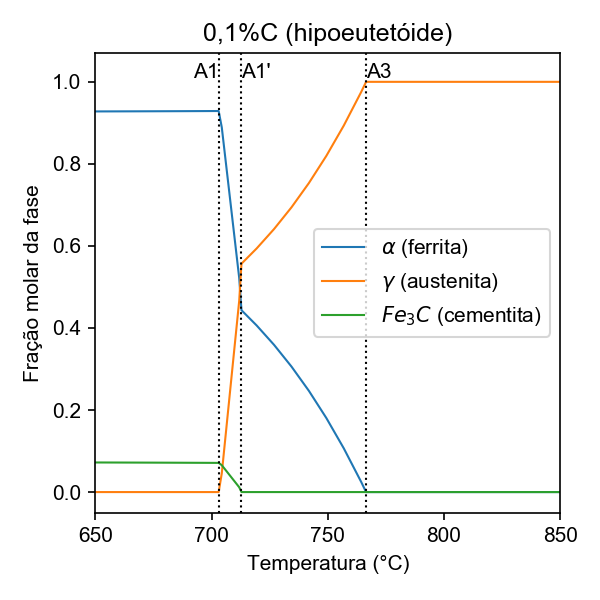 0,1%C (hipoeutetóide)
A1
A1'
A3
1.0
0.8
0.6
0.4
0.2
0.0
Fração molar da fase
α (ferrita)
γ (austenita)
Fe₃C (cementita)
650
700
750
800
850
Temperatura (°C)